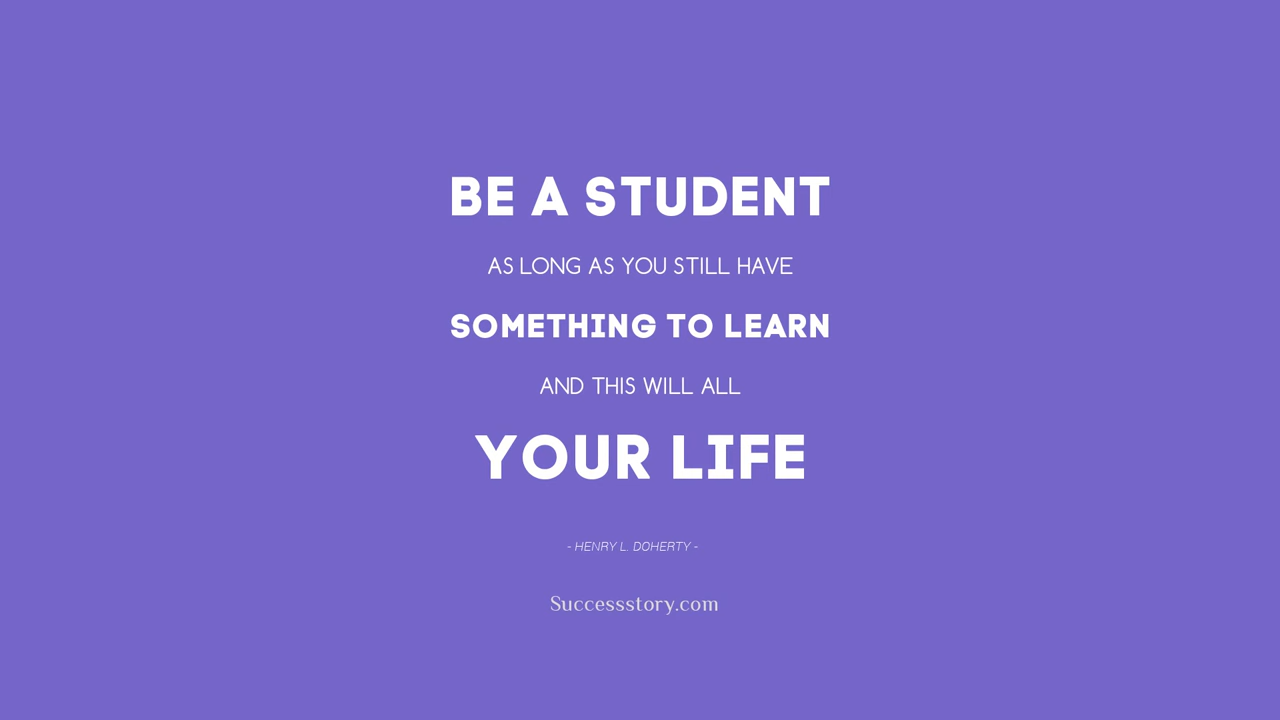 BE A STUDENT
AS LONG AS YOU STILL HAVE
SOMETHING TO LEARN
AND THIS WILL ALL
YOUR LIFE
- HENRY L. DOHERTY -
Successstory.com